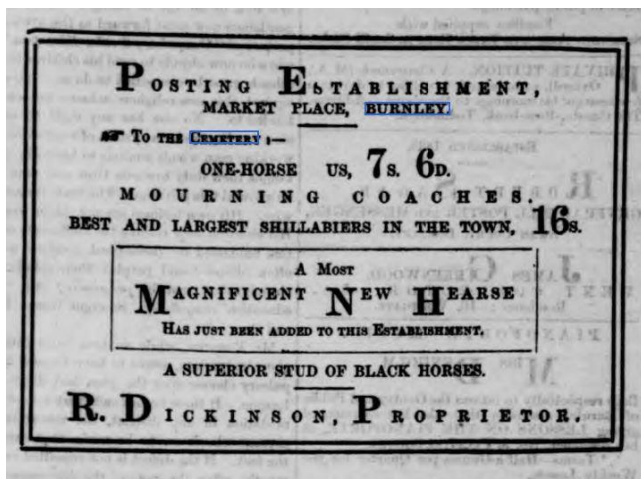 POSTING ESTABLISHMENT,
MARKET PLACE, BURNLEY.
☛ TO THE CEMETERY;—
ONE-HORSE US, 7S. 6D.
MOURNING COACHES.
BEST AND LARGEST SHILLABIERS IN THE TOWN, 16S.
A MOST
MAGNIFICENT NEW HEARSE
HAS JUST BEEN ADDED TO THIS ESTABLISHMENT.
A SUPERIOR STUD OF BLACK HORSES.
R. DICKINSON, PROPRIETOR.